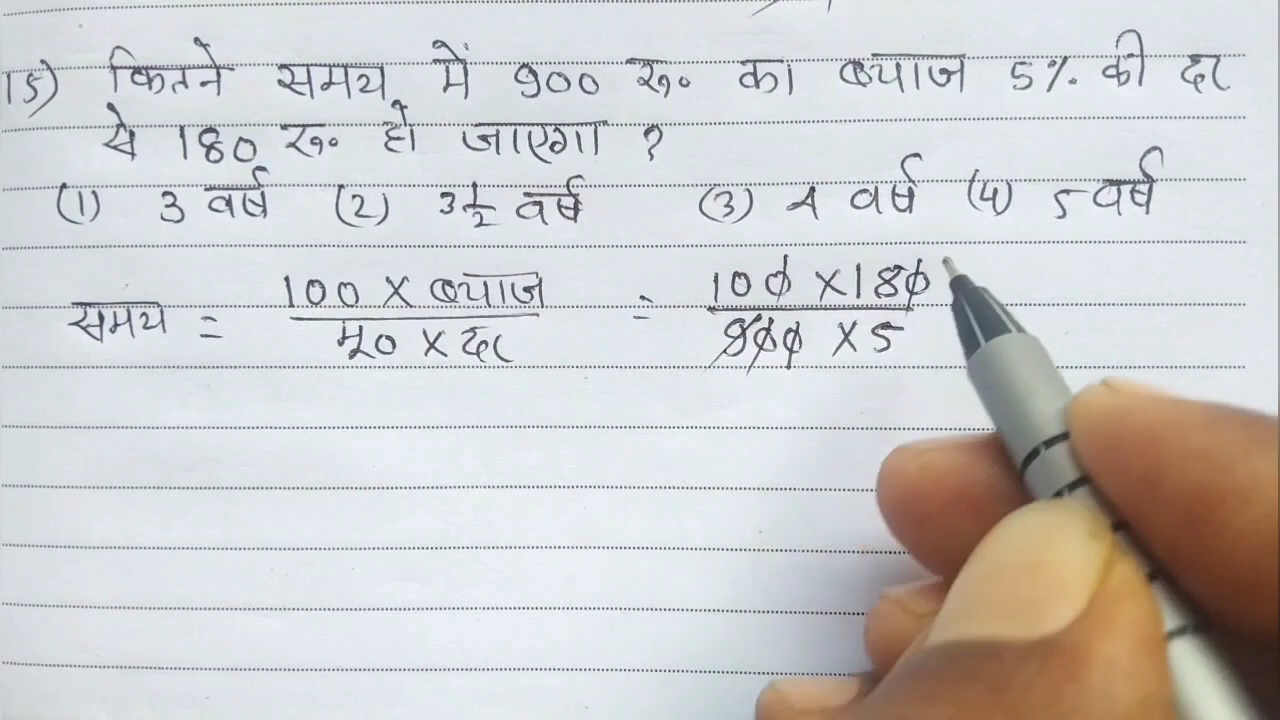 15) कितने समय में 900 रु० का ब्याज 5% की दर
से 180 रु० हो जाएगा ?
(1) 3 वर्ष (2) 3½ वर्ष (3) 4 वर्ष (4) 5 वर्ष
समय = 100 × ब्याज / मू० × दर = 100 × 180 / 900 × 5